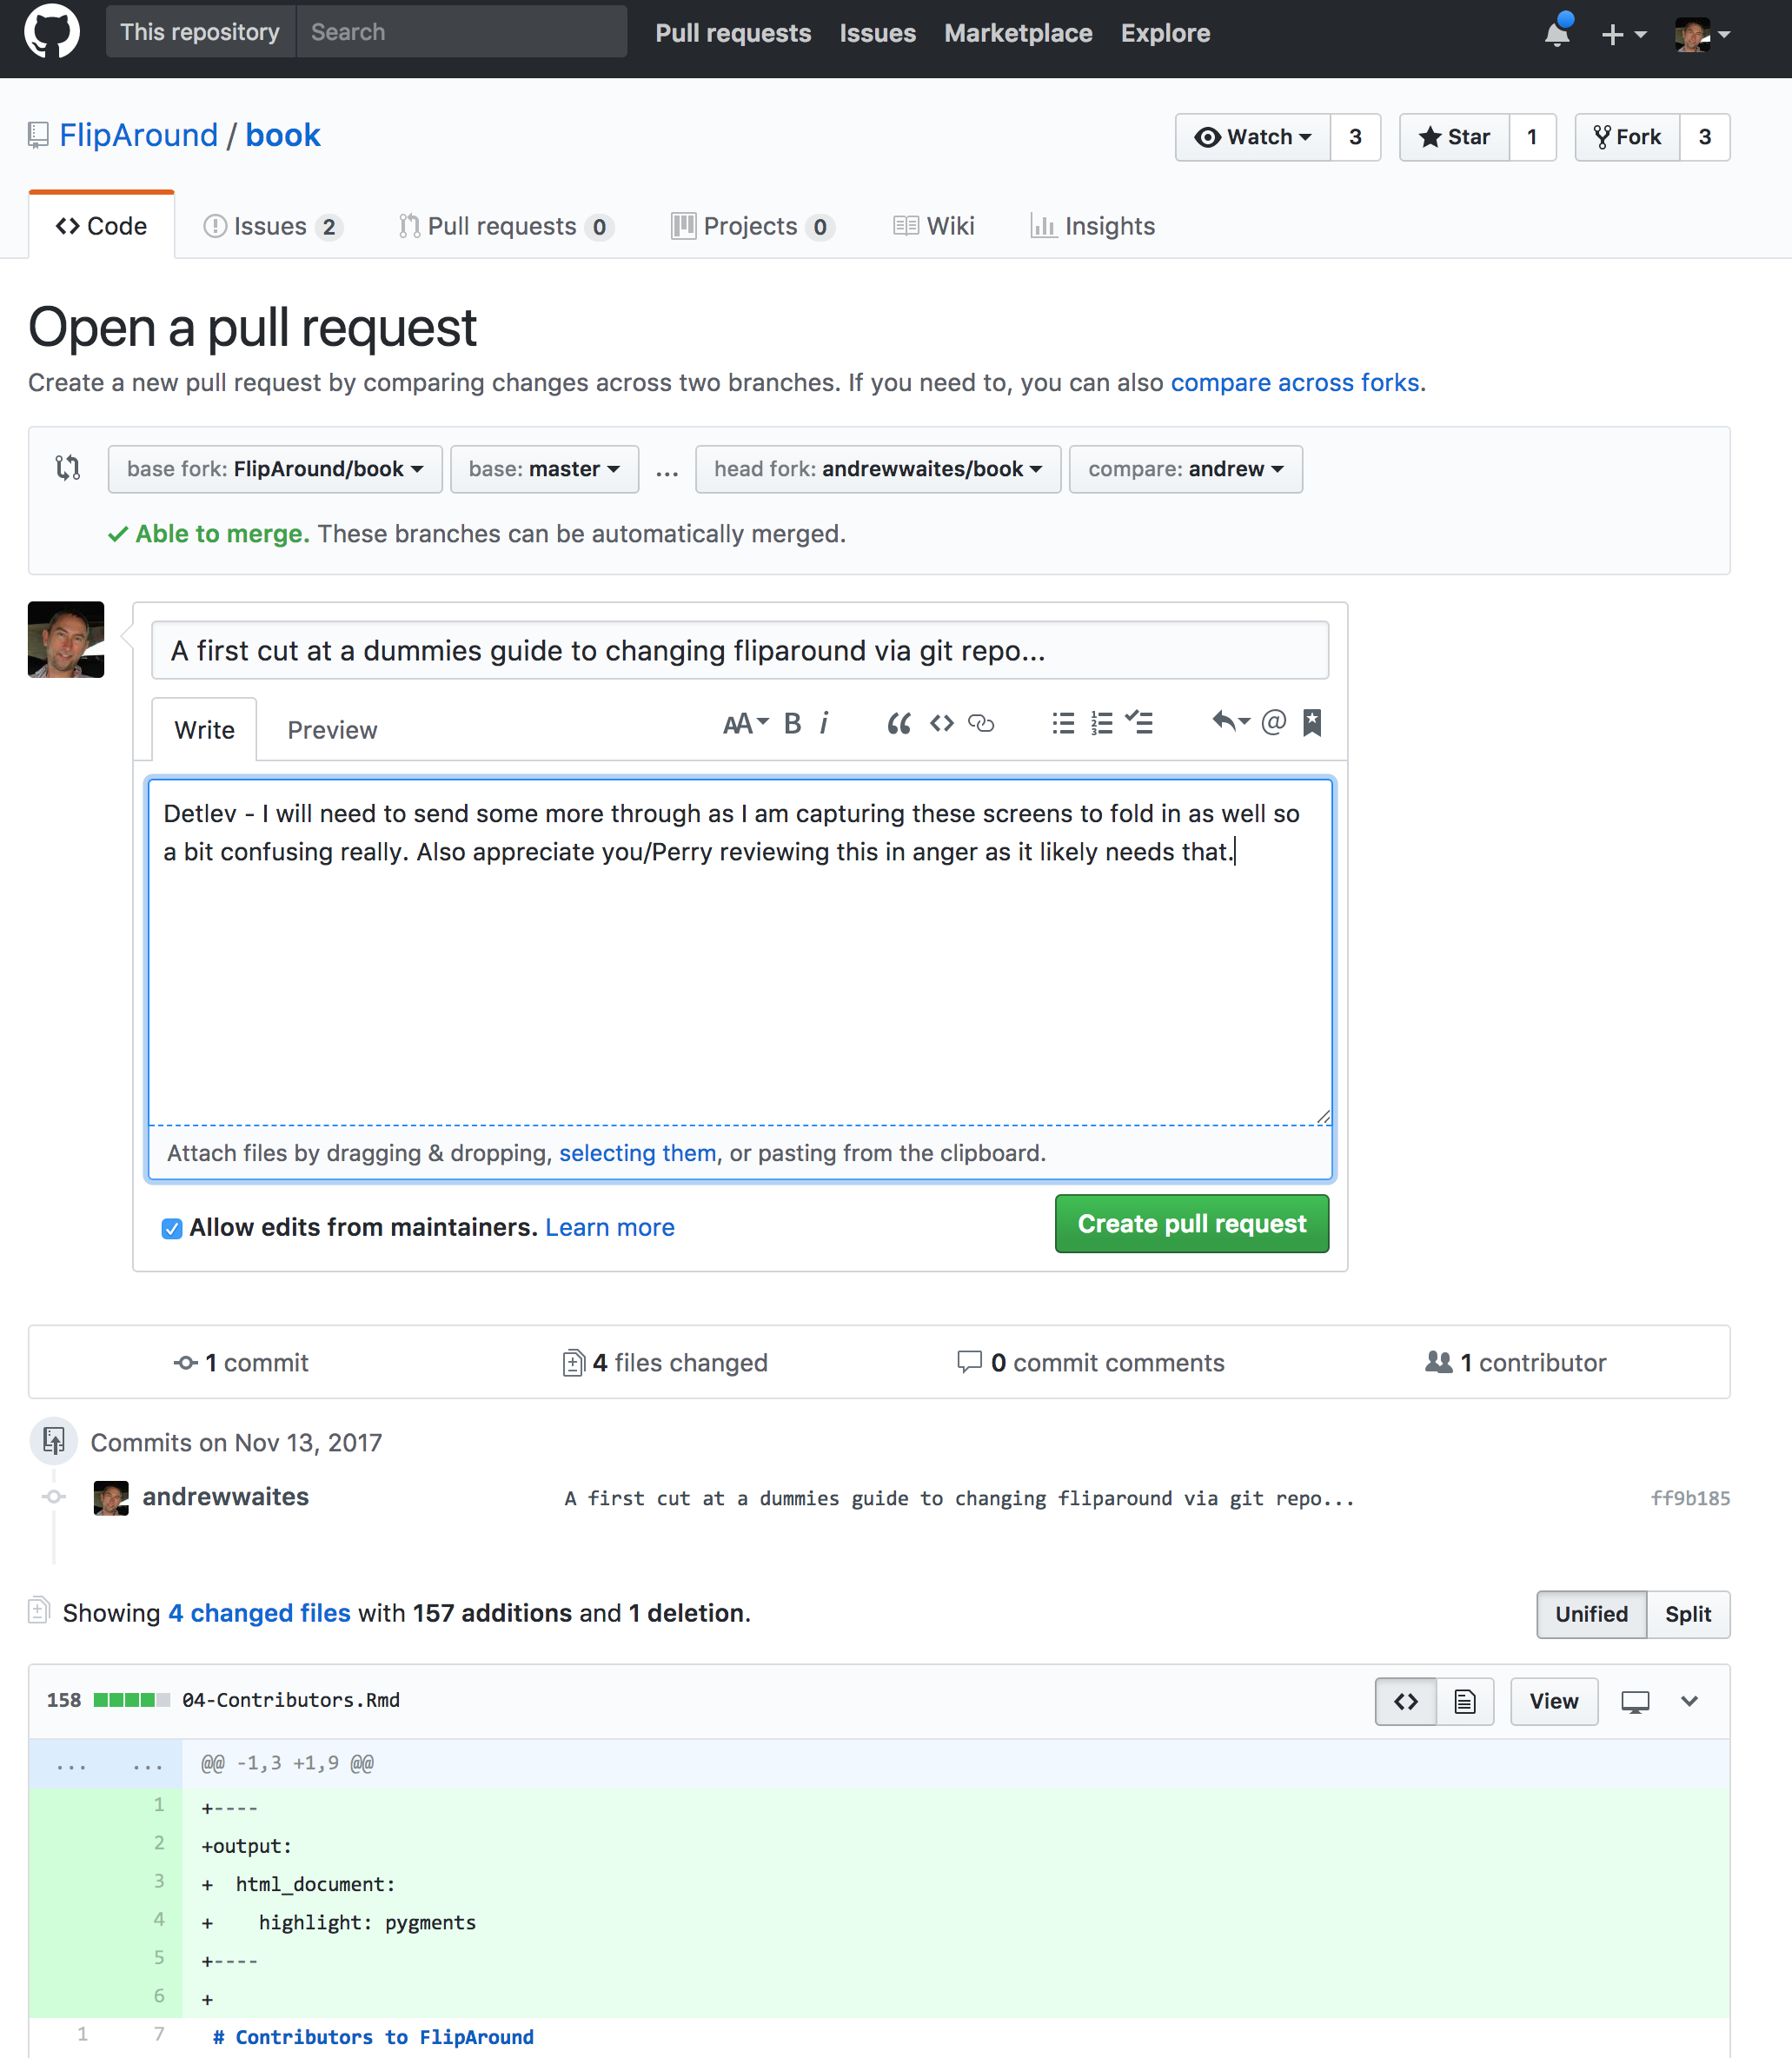 This repository Search Pull requests Issues Marketplace Explore
FlipAround / book Watch 3 Star 1 Fork 3
Code Issues 2 Pull requests 0 Projects 0 Wiki Insights
Open a pull request
Create a new pull request by comparing changes across two branches. If you need to, you can also compare across forks.
base fork: FlipAround/book base: master ... head fork: andrewwaites/book compare: andrew
Able to merge. These branches can be automatically merged.
A first cut at a dummies guide to changing fliparound via git repo...
Write Preview AA B i
Detlev - I will need to send some more through as I am capturing these screens to fold in as well so
a bit confusing really. Also appreciate you/Perry reviewing this in anger as it likely needs that.
Attach files by dragging & dropping, selecting them, or pasting from the clipboard.
Allow edits from maintainers. Learn more Create pull request
1 commit 4 files changed 0 commit comments 1 contributor
Commits on Nov 13, 2017
andrewwaites A first cut at a dummies guide to changing fliparound via git repo... ff9b185
Showing 4 changed files with 157 additions and 1 deletion. Unified Split
158 04-Contributors.Rmd View
... ... @@ -1,3 +1,9 @@
1 +----
2 +output:
3 + html_document:
4 + highlight: pygments
5 +----
6 +
1 7 # Contributors to FlipAround